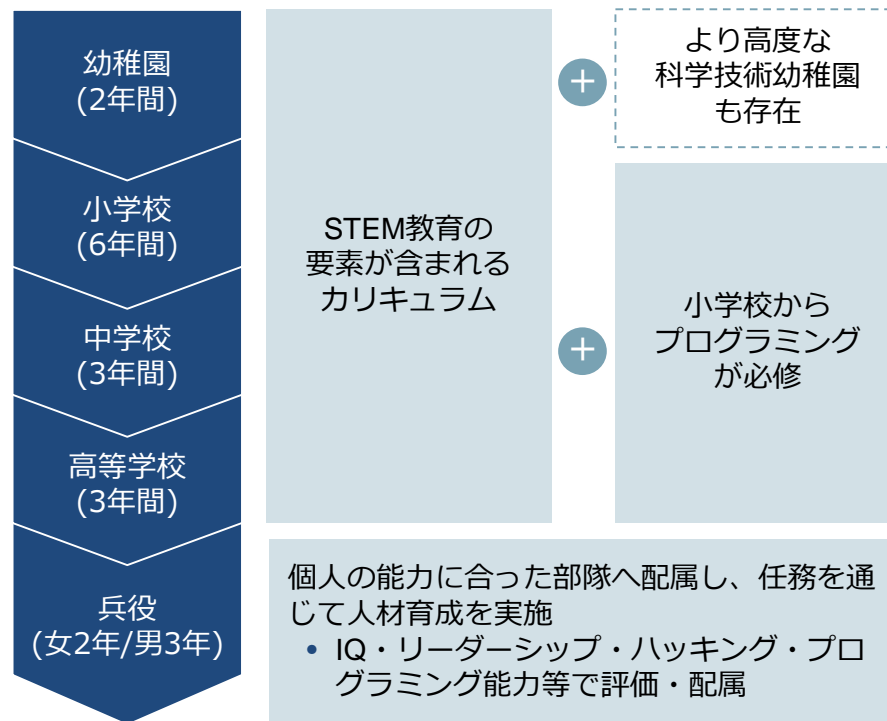 幼稚園
(2年間)
小学校
(6年間)
中学校
(3年間)
高等学校
(3年間)
兵役
(女2年/男3年)
STEM教育の
要素が含まれる
カリキュラム
+
より高度な
科学技術幼稚園
も存在
+
小学校から
プログラミング
が必修
個人の能力に合った部隊へ配属し、任務を通
じて人材育成を実施
• IQ・リーダーシップ・ハッキング・プロ
グラミング能力等で評価・配属